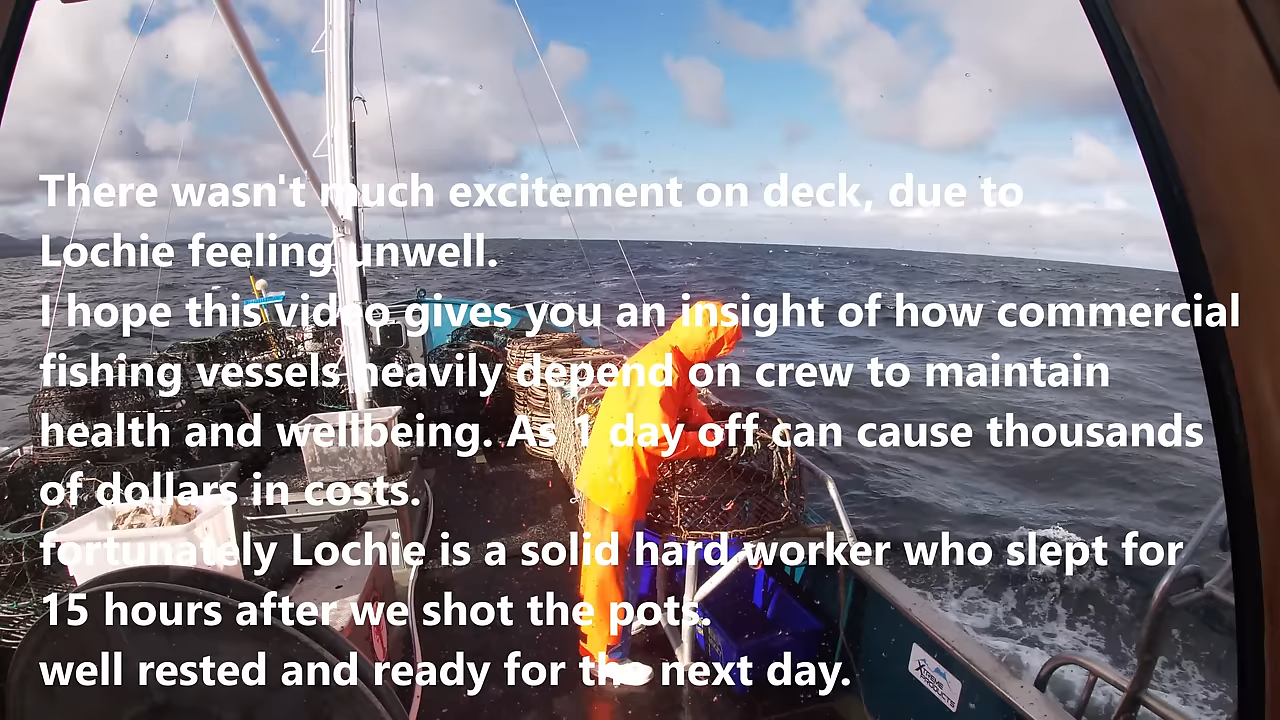 There wasn't much excitement on deck, due to
Lochie feeling unwell.
I hope this video gives you an insight of how commercial
fishing vessels heavily depend on crew to maintain
health and wellbeing. As 1 day off can cause thousands
of dollars in costs.
fortunately Lochie is a solid hard worker who slept for
15 hours after we shot the pots.
well rested and ready for the next day.
XTREME
PRODUCTS